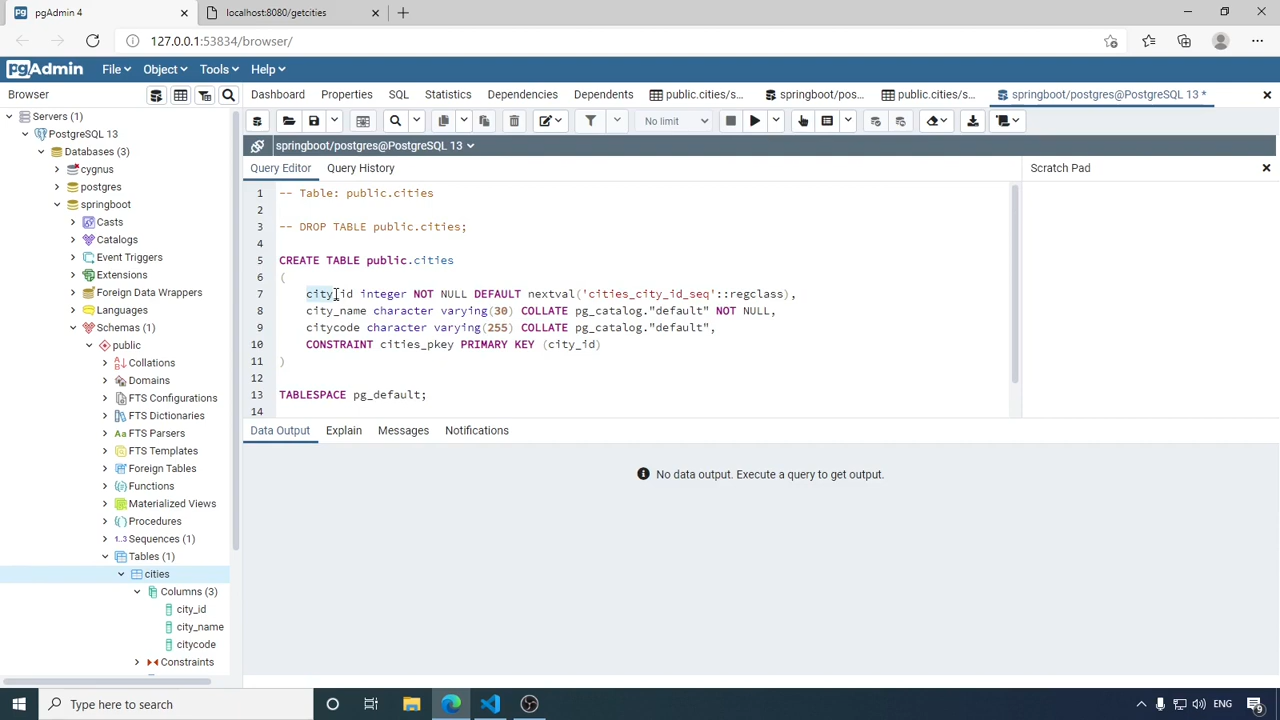 pgAdmin 4
localhost:8080/getcities
127.0.0.1:53834/browser/
pgAdmin File Object Tools Help
Browser
Dashboard Properties SQL Statistics Dependencies Dependents public.cities/s... springboot/pos... public.cities/s... springboot/postgres@PostgreSQL 13 *
No limit
springboot/postgres@PostgreSQL 13
Query Editor Query History
Scratch Pad
Servers (1)
PostgreSQL 13
Databases (3)
cygnus
postgres
springboot
Casts
Catalogs
Event Triggers
Extensions
Foreign Data Wrappers
Languages
Schemas (1)
public
Collations
Domains
FTS Configurations
FTS Dictionaries
FTS Parsers
FTS Templates
Foreign Tables
Functions
Materialized Views
Procedures
Sequences (1)
Tables (1)
cities
Columns (3)
city_id
city_name
citycode
Constraints
1 -- Table: public.cities
2
3 -- DROP TABLE public.cities;
4
5 CREATE TABLE public.cities
6 (
7 city_id integer NOT NULL DEFAULT nextval('cities_city_id_seq'::regclass),
8 city_name character varying(30) COLLATE pg_catalog."default" NOT NULL,
9 citycode character varying(255) COLLATE pg_catalog."default",
10 CONSTRAINT cities_pkey PRIMARY KEY (city_id)
11 )
12
13 TABLESPACE pg_default;
14
Data Output Explain Messages Notifications
No data output. Execute a query to get output.
Type here to search
ENG
9